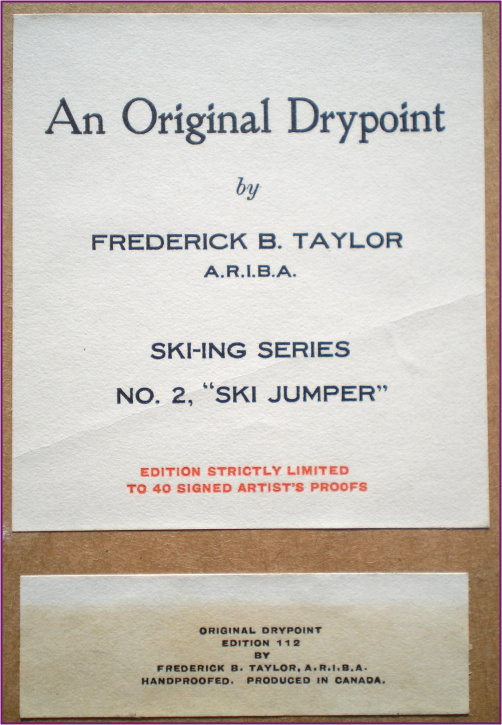 An Original Drypoint
by
FREDERICK B. TAYLOR
A.R.I.B.A.
SKI-ING SERIES
NO. 2, “SKI JUMPER”
EDITION STRICTLY LIMITED
TO 40 SIGNED ARTIST'S PROOFS
ORIGINAL DRYPOINT
EDITION 112
BY
FREDERICK B. TAYLOR, A.R.I.B.A.
HANDPROOFED. PRODUCED IN CANADA.